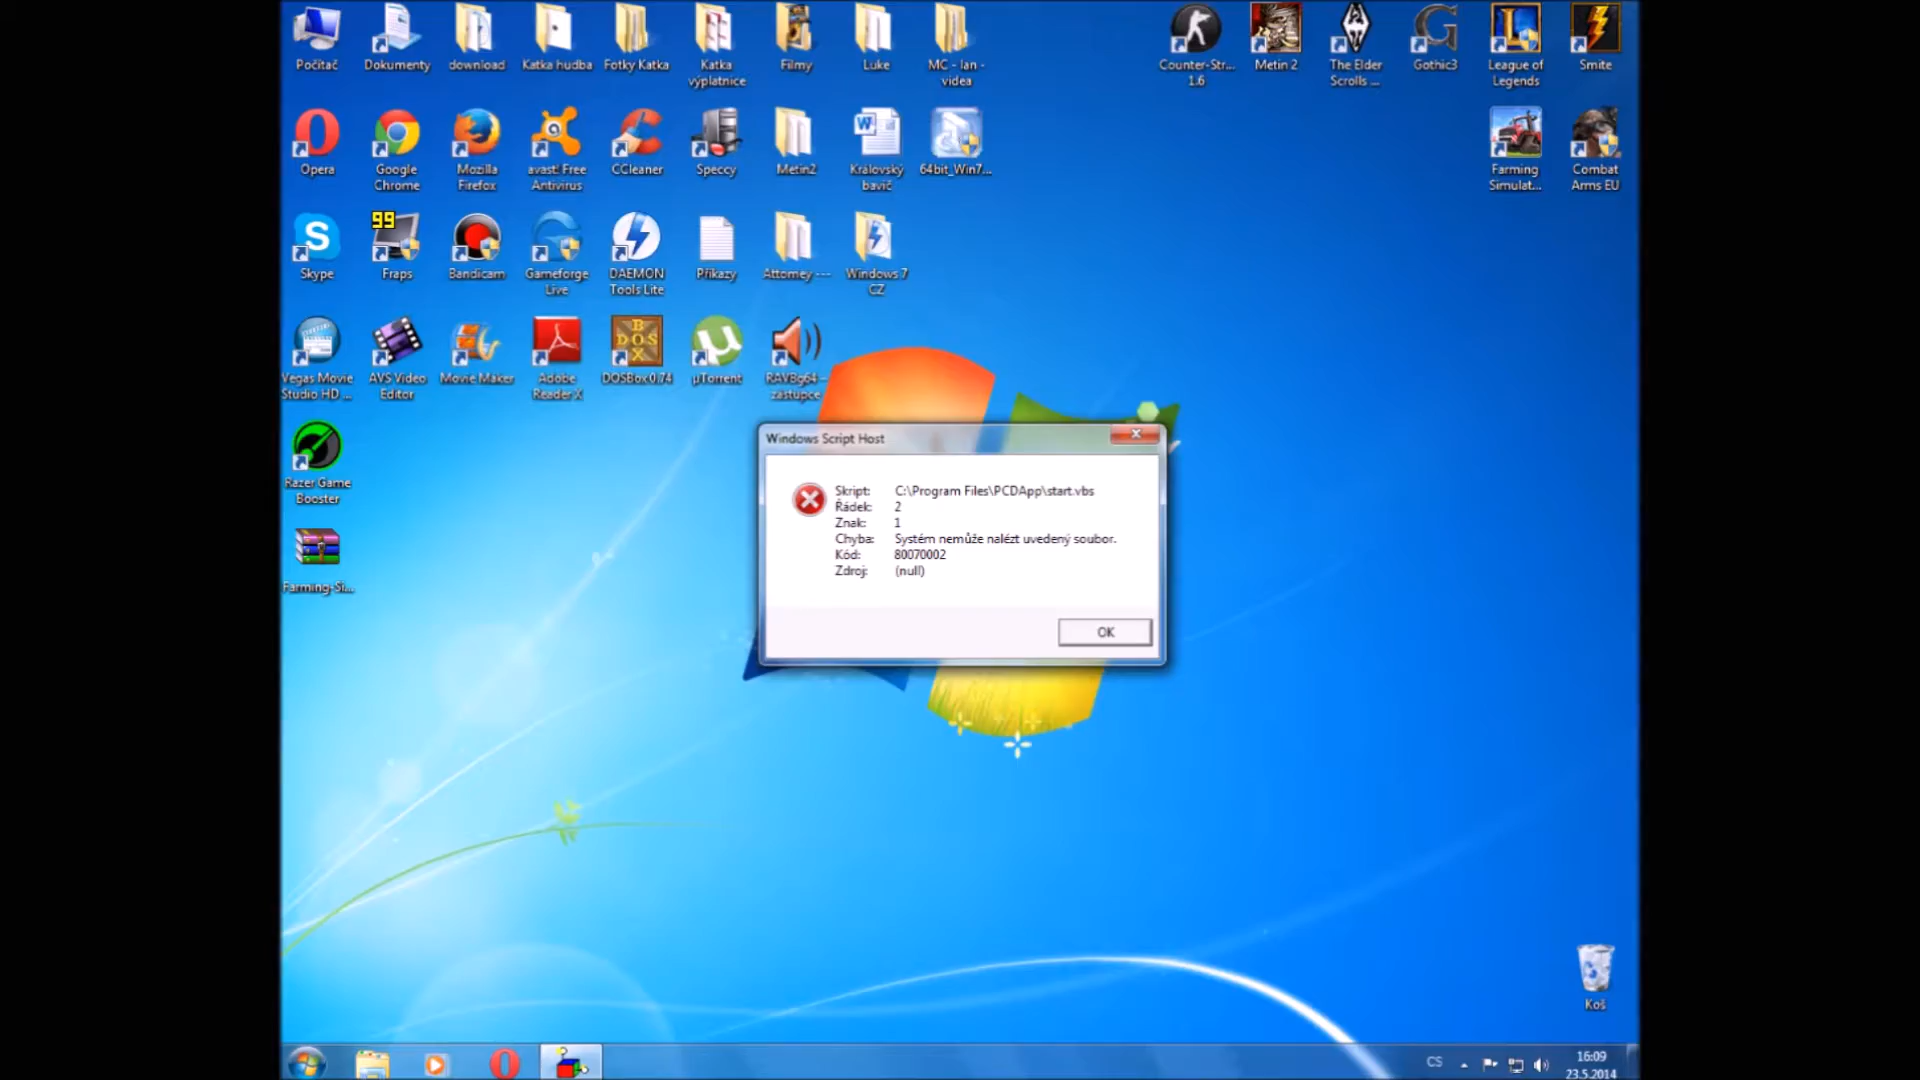 Počítač
Dokumenty
download
Katka hudba
Fotky Katka
Katka
výplatnice
Filmy
Luke
MC - lan -
videa
Counter-Str...
1.6
Metin 2
The Elder
Scrolls ...
Gothic3
League of
Legends
Smite
Opera
Google
Chrome
Mozilla
Firefox
avast! Free
Antivirus
CCleaner
Speccy
Metin2
Královský
bavič
64bit_Win7...
Farming
Simulat...
Combat
Arms EU
99
Skype
Fraps
Bandicam
Gameforge
Live
DAEMON
Tools Lite
Příkazy
Attorney ---
Windows 7
CZ
Vegas Movie
Studio HD ...
AVS Video
Editor
Movie Maker
Adobe
Reader X
DOSBox 0.74
µTorrent
RAVBg64 –
zástupce
Razer Game
Booster
Farming-Si...
Windows Script Host
Skript: C:\Program Files\PCDApp\start.vbs
Řádek: 2
Znak: 1
Chyba: Systém nemůže nalézt uvedený soubor.
Kód: 80070002
Zdroj: (null)
OK
Koš
CS
16:09
23.5.2014